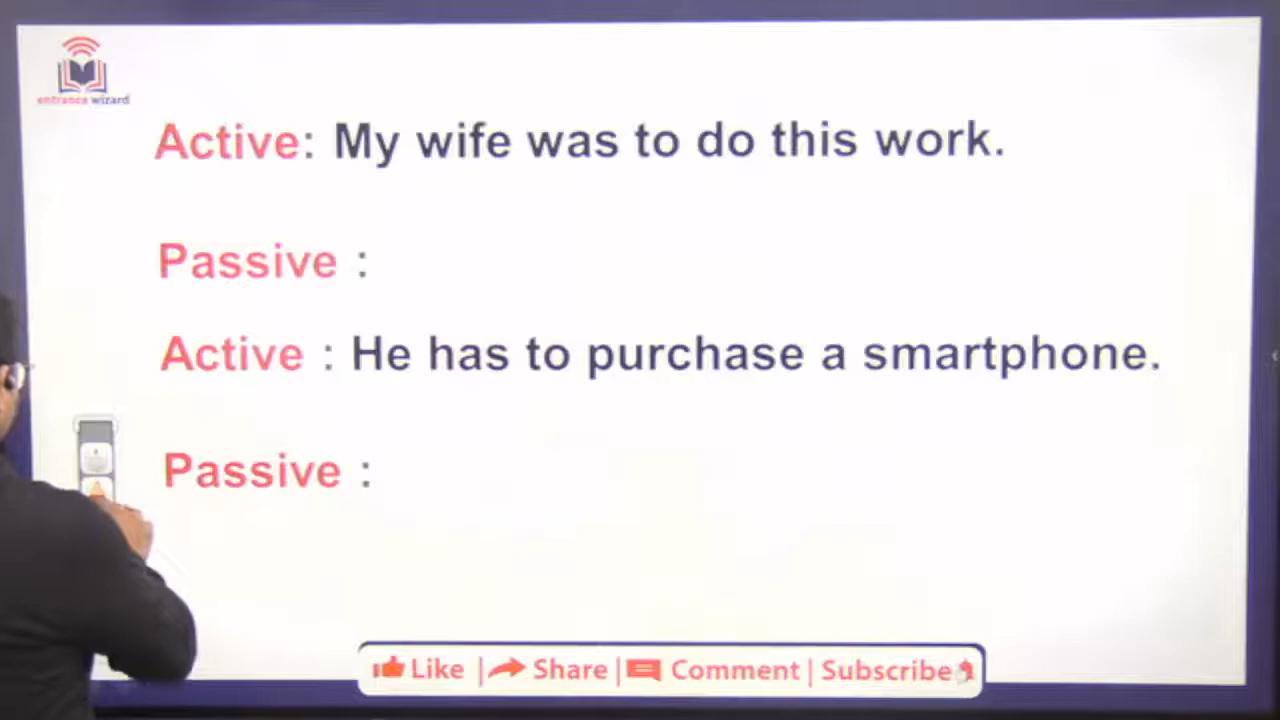 entrance wizard
Active: My wife was to do this work.
Passive :
Active : He has to purchase a smartphone.
Passive :
Like | Share | Comment | Subscribe